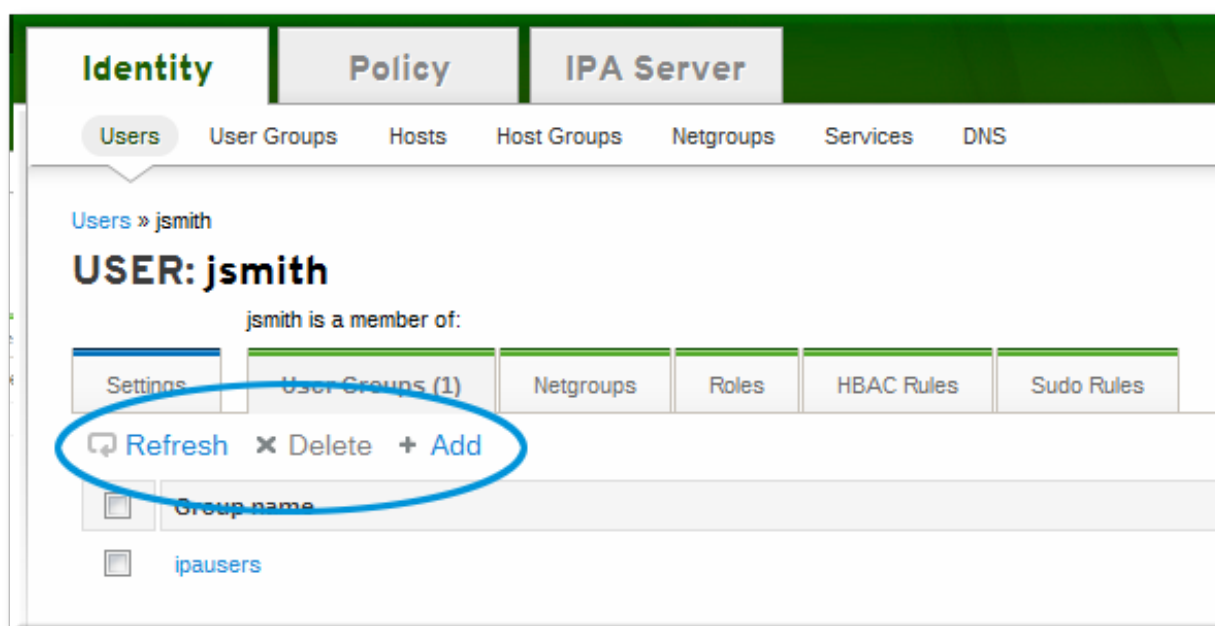 Identity Policy IPA Server
Users User Groups Hosts Host Groups Netgroups Services DNS
Users » jsmith
USER: jsmith
jsmith is a member of:
Settings User Groups (1) Netgroups Roles HBAC Rules Sudo Rules
Refresh Delete + Add
Group name
ipausers